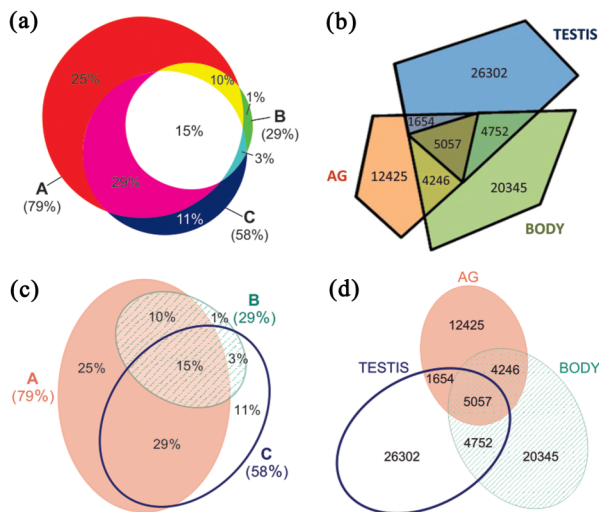 (a)
25%
10%
1%
B
(29%)
15%
3%
A
(79%)
29%
11%
C
(58%)
(b)
TESTIS
26302
1654
5057
4752
AG
12425
4246
20345
BODY
(c)
10%
1%
B
(29%)
3%
25%
15%
A
(79%)
11%
29%
C
(58%)
(d)
AG
12425
TESTIS
1654
4246
BODY
5057
4752
26302
20345